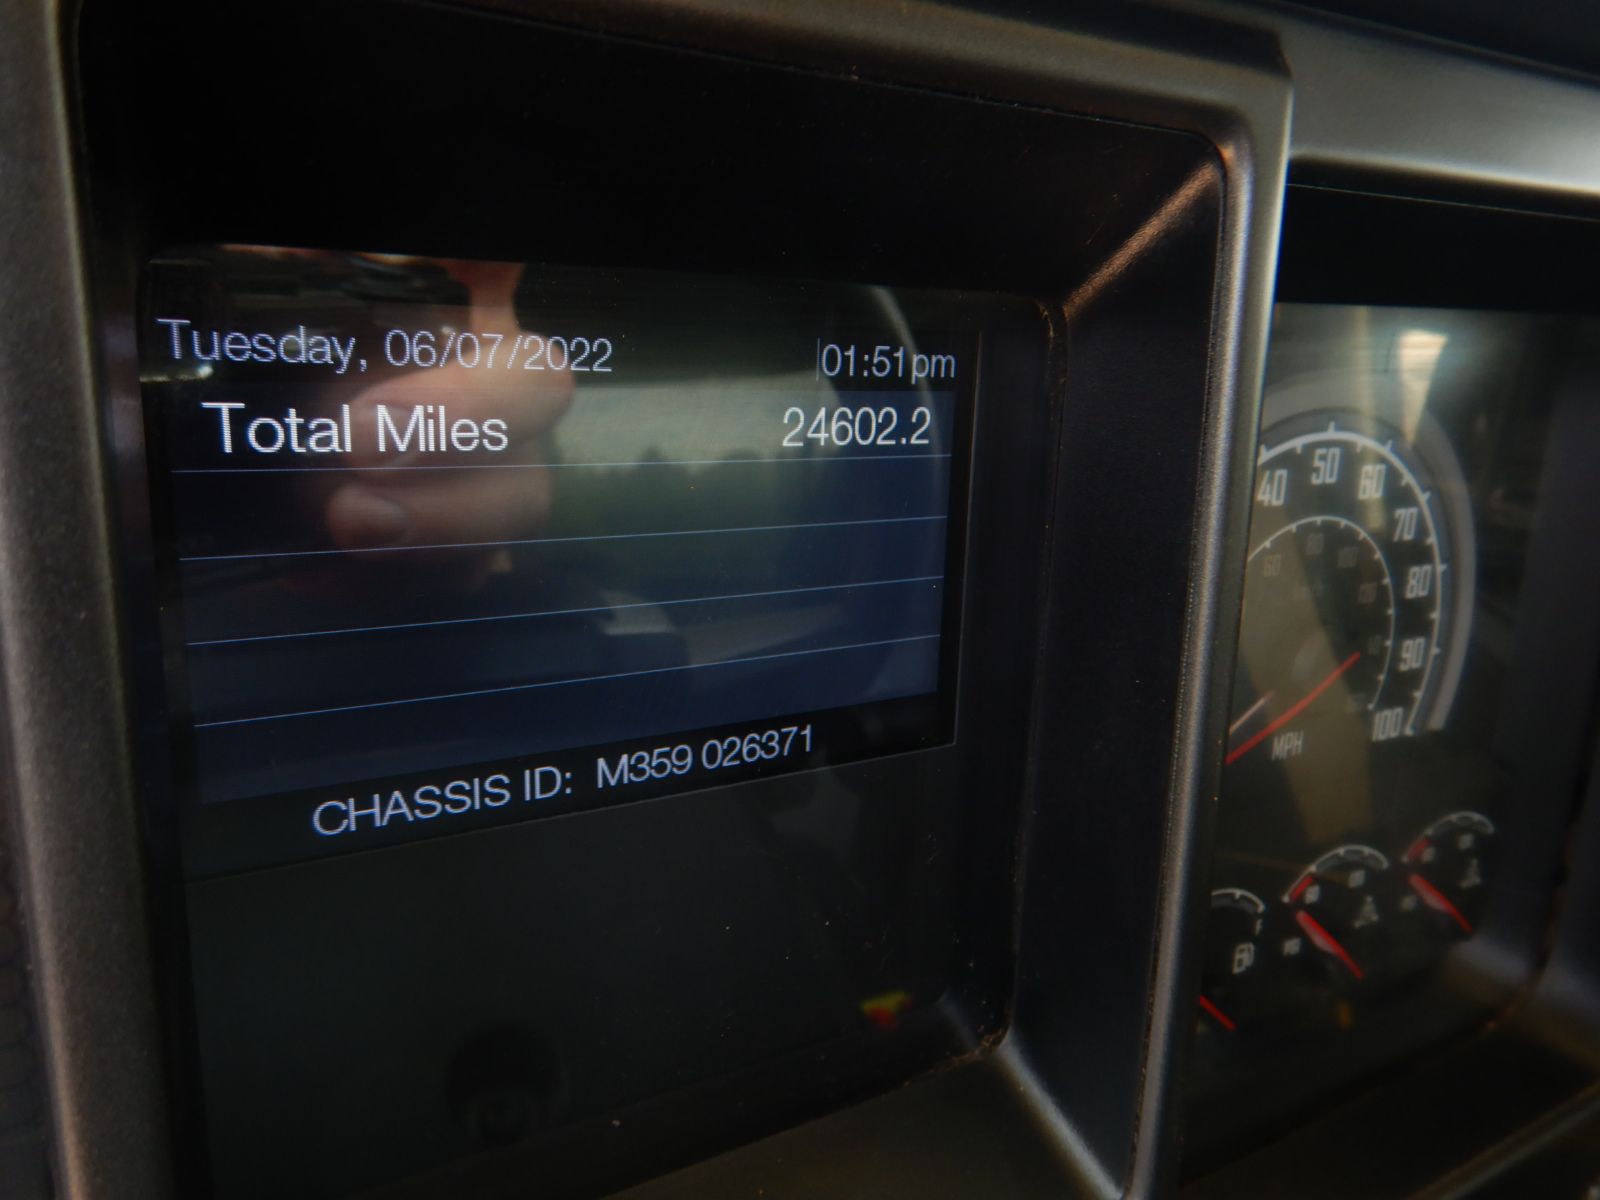 Tuesday, 06/07/2022 01:51pm
Total Miles 24602.2
CHASSIS ID: M359 026371
40 50 60 70 80 90 100
MPH